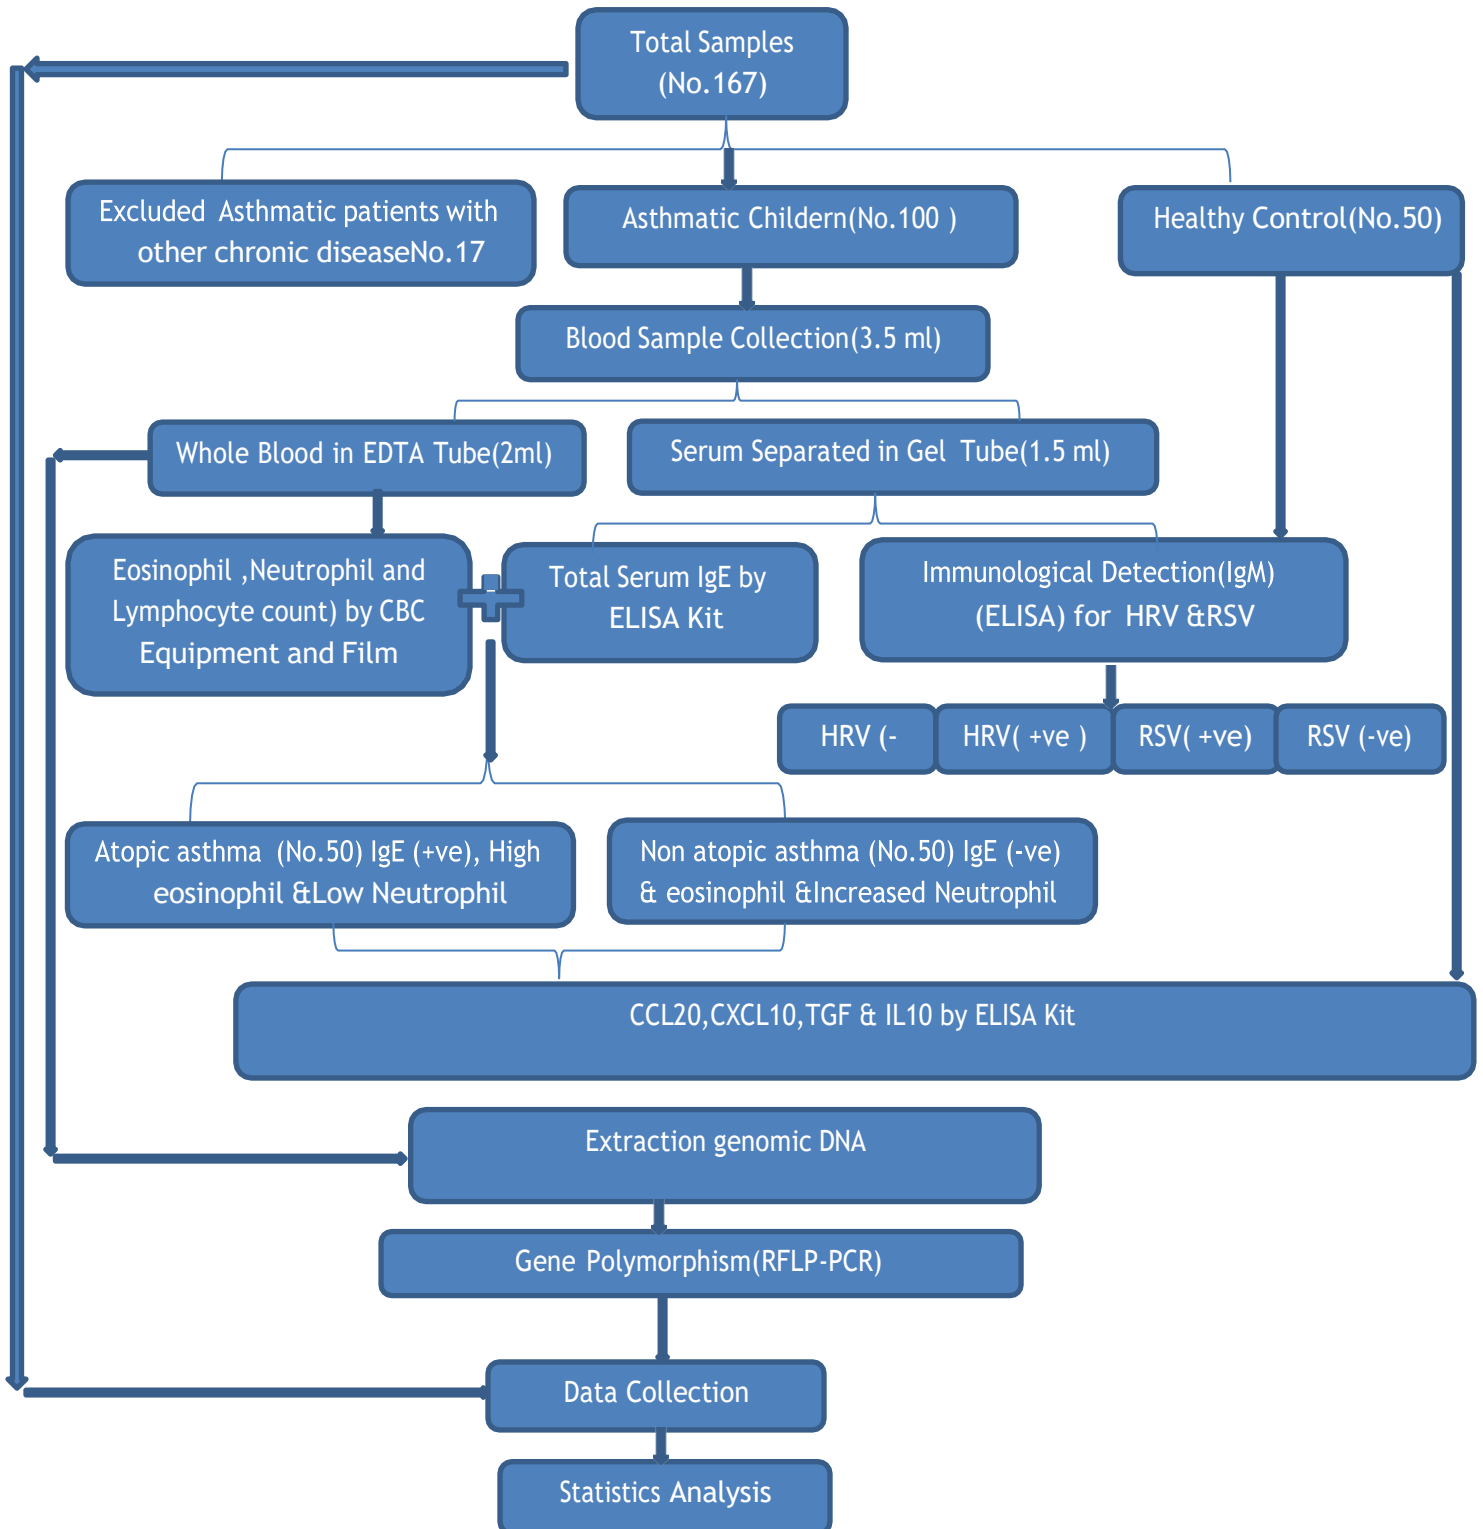 Total Samples
(No.167)
Excluded Asthmatic patients with
other chronic diseaseNo.17
Asthmatic Childern(No.100 )
Healthy Control(No.50)
Blood Sample Collection(3.5 ml)
Whole Blood in EDTA Tube(2ml)
Serum Separated in Gel Tube(1.5 ml)
Eosinophil ,Neutrophil and
Lymphocyte count) by CBC
Equipment and Film
Total Serum IgE by
ELISA Kit
Immunological Detection(IgM)
(ELISA) for HRV &RSV
HRV (-
HRV( +ve )
RSV( +ve)
RSV (-ve)
Atopic asthma (No.50) IgE (+ve), High
eosinophil &Low Neutrophil
Non atopic asthma (No.50) IgE (-ve)
& eosinophil &Increased Neutrophil
CCL20,CXCL10,TGF & IL10 by ELISA Kit
Extraction genomic DNA
Gene Polymorphism(RFLP-PCR)
Data Collection
Statistics Analysis